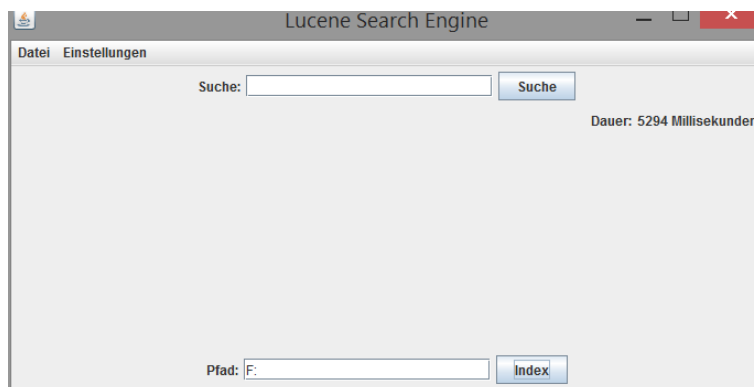 Lucene Search Engine
Datei Einstellungen
Suche: Suche
Dauer: 5294 Millisekunden
Pfad: F: Index